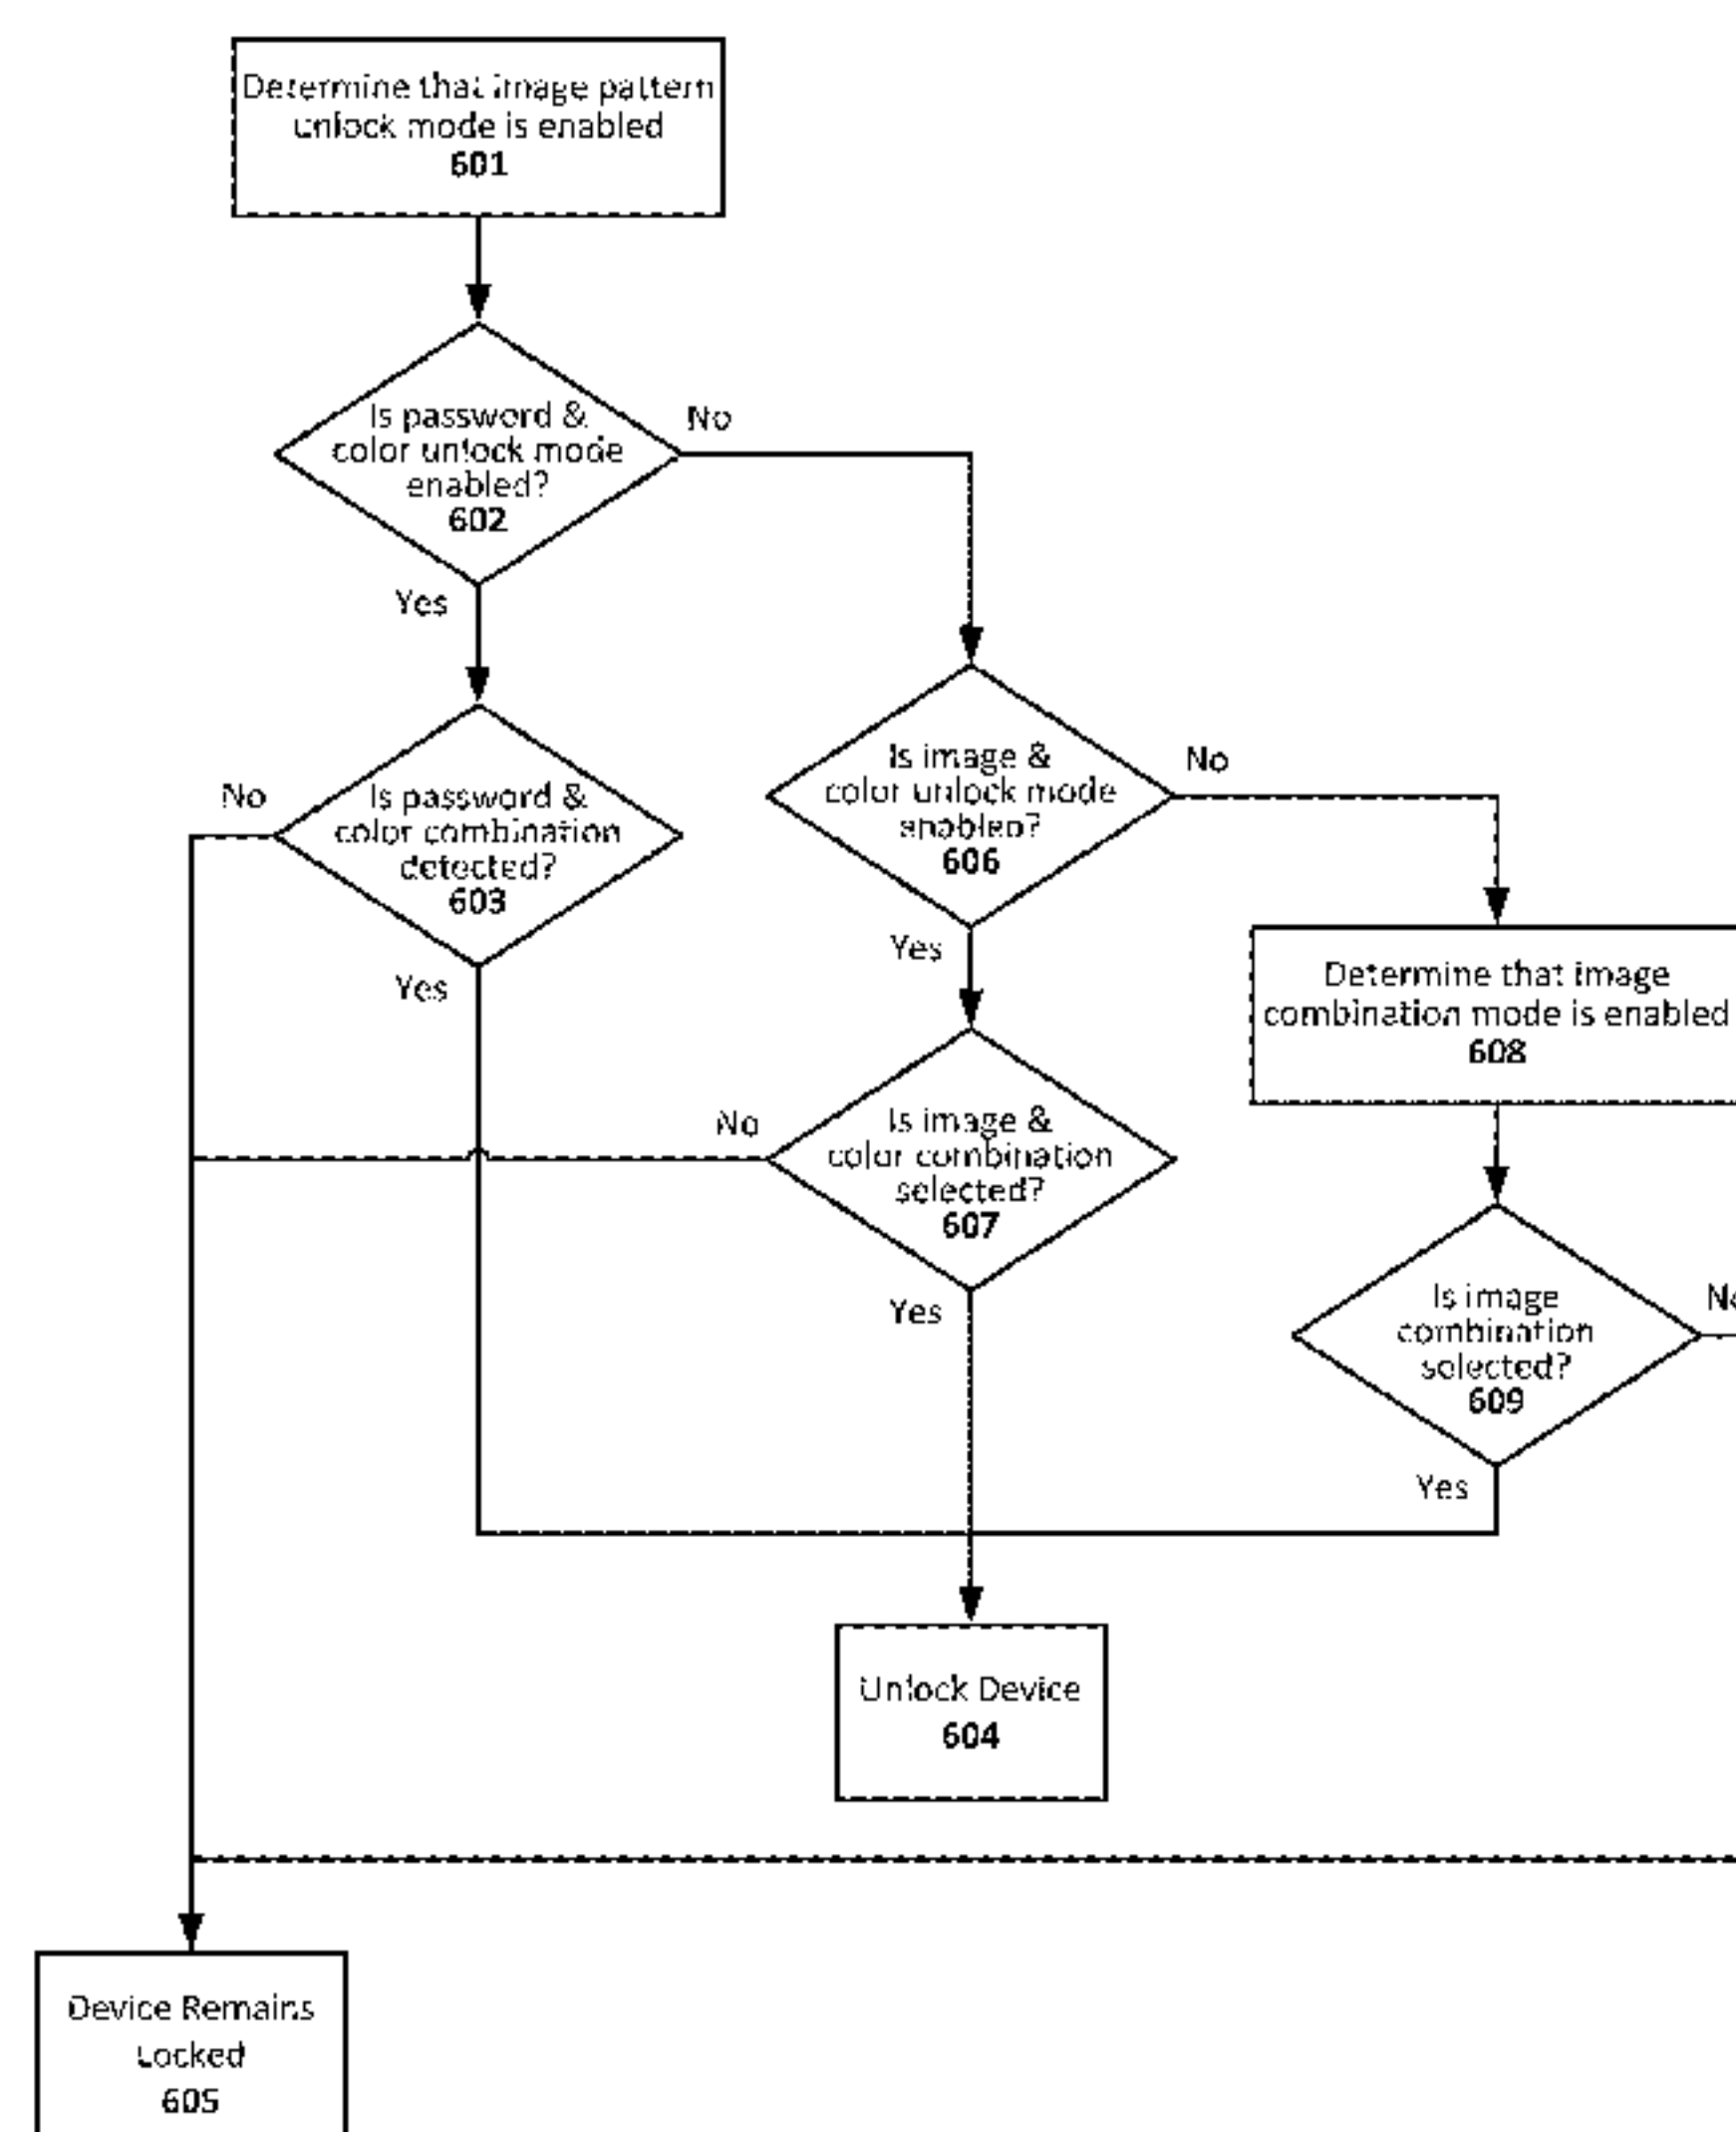 Determine that image pattern
unlock mode is enabled
601
Is password &
color unlock mode
enabled?
602
No
Yes
Is password &
color combination
detected?
603
No
Yes
Is image &
color unlock mode
enabled?
606
No
Yes
Determine that image
combination mode is enabled
608
Is image &
color combination
selected?
607
No
Yes
Is image
combination
selected?
609
No
Yes
Unlock Device
604
Device Remains
Locked
605